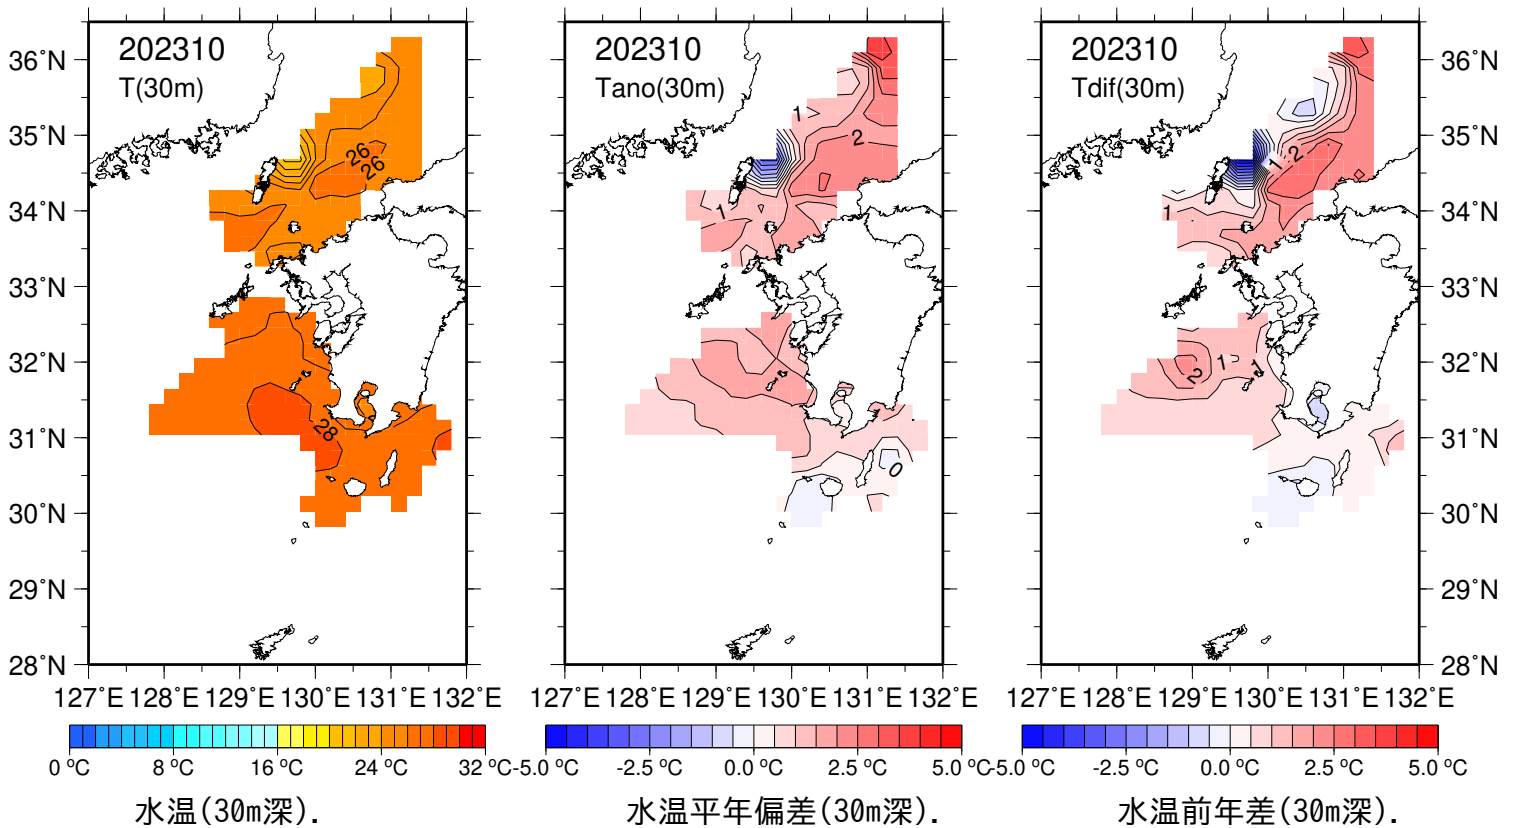 202310
T(30m)
36°N
35°N
34°N
33°N
32°N
31°N
30°N
29°N
28°N
26
26
28
127°E 128°E 129°E 130°E 131°E 132°E
0 °C 8 °C 16 °C 24 °C 32 °C
水温(30m深).
202310
Tano(30m)
1
2
1
0
127°E 128°E 129°E 130°E 131°E 132°E
-5.0 °C -2.5 °C 0.0 °C 2.5 °C 5.0 °C
水温平年偏差(30m深).
202310
Tdif(30m)
1
2
1
2
1
1
36°N
35°N
34°N
33°N
32°N
31°N
30°N
29°N
28°N
127°E 128°E 129°E 130°E 131°E 132°E
-5.0 °C -2.5 °C 0.0 °C 2.5 °C 5.0 °C
水温前年差(30m深).